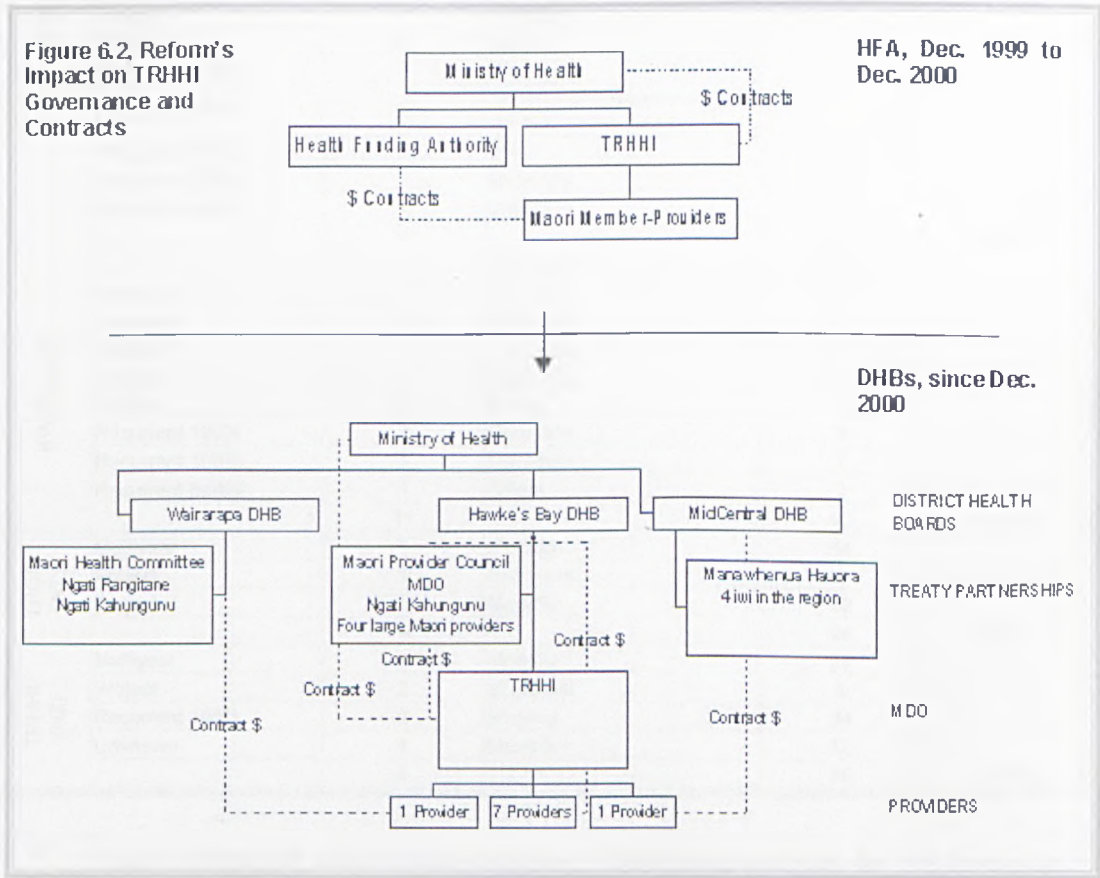 Figure 6.2, Reform's
Impact on TRHHI
Governance and
Contracts
HFA, Dec. 1999 to
Dec. 2000
Ministry of Health
$ Contracts
Health Funding Authority
TRHHI
$ Contracts
Maori Member-Providers
DHBs, since Dec.
2000
Ministry of Health
Wairarapa DHB
Hawke's Bay DHB
MidCentral DHB
DISTRICT HEALTH
BOARDS
Maori Health Committee
Ngati Rangitane
Ngati Kahungunu
Maori Provider Council
MDO
Ngati Kahungunu
Four large Maori providers
Manawhenua Hauora
4 iwi in the region
TREATY PARTNERSHIPS
Contract $
Contract $
TRHHI
Contract $
Contract $
Contract $
MDO
1 Provider
7 Providers
1 Provider
PROVIDERS